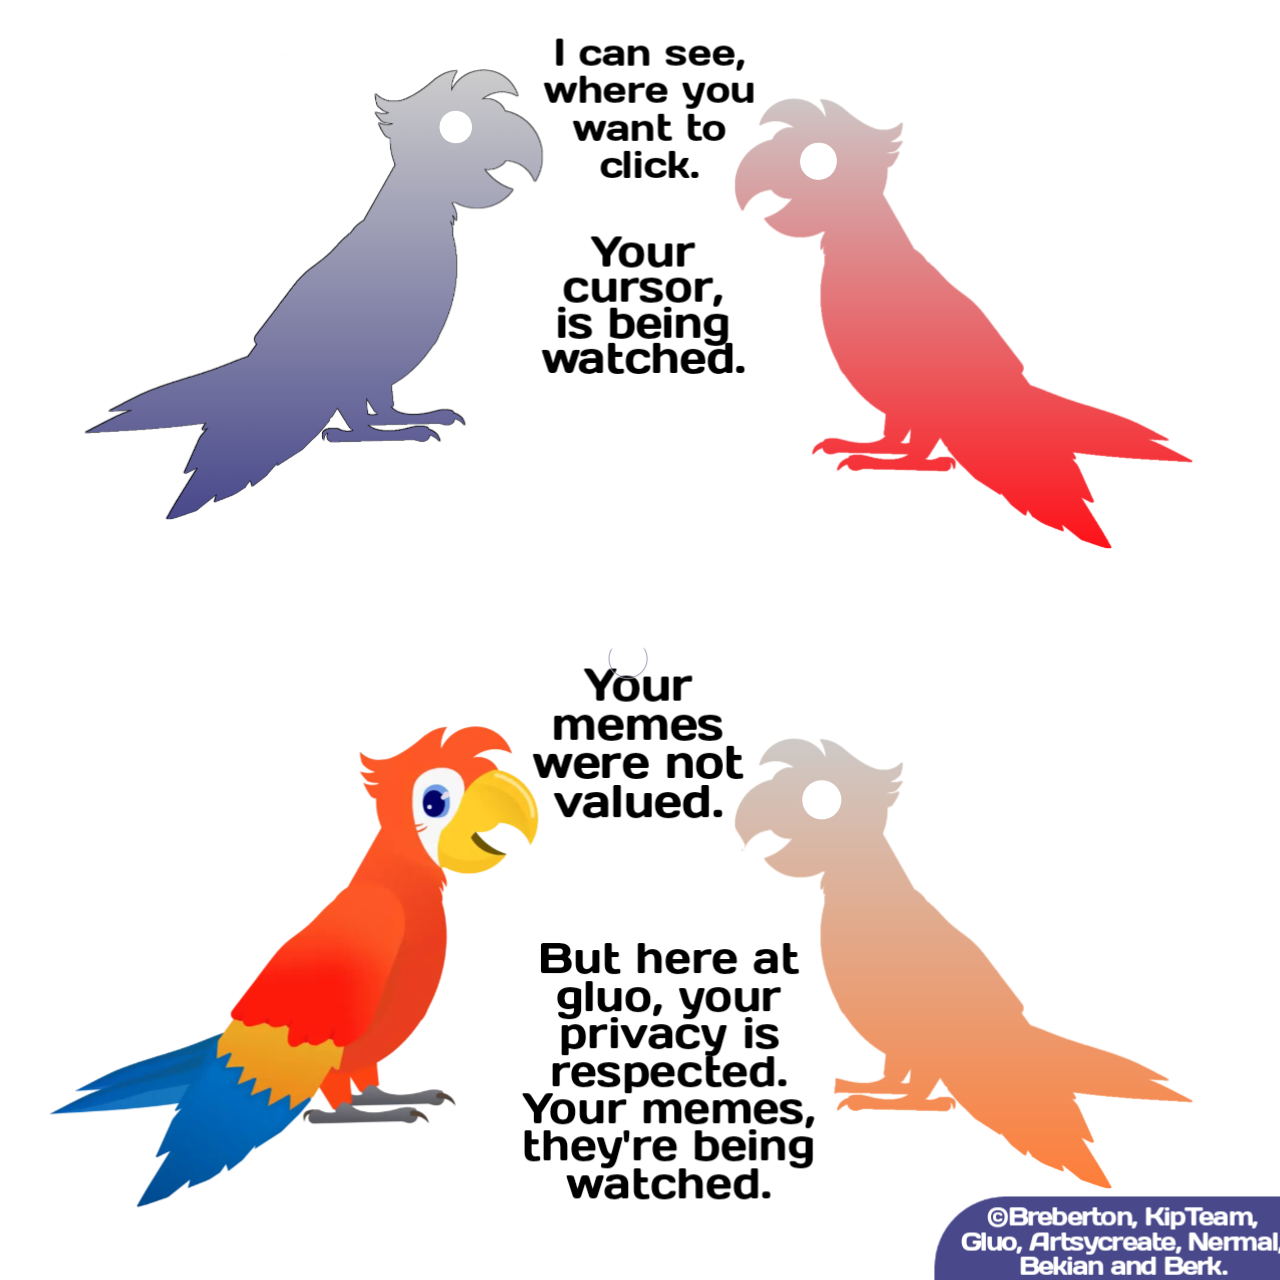 I can see,
where you
want to
click.
Your
cursor,
is being
watched.
Your
memes
were not
valued.
But here at
gluo, your
privacy is
respected.
Your memes,
they're being
watched.
©Breberton, KipTeam,
Gluo, Artsycreate, Nermal,
Bekian and Berk.